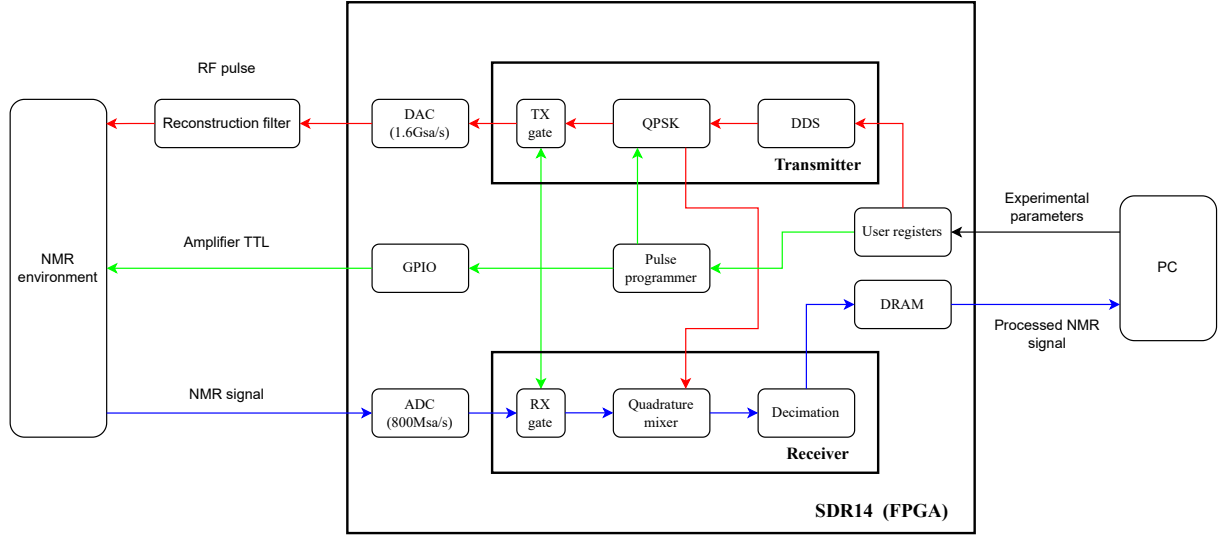 RF pulse
Reconstruction filter
DAC
(1.6Gsa/s)
TX
gate
QPSK
DDS
Transmitter
NMR
environment
Amplifier TTL
GPIO
Pulse
programmer
User registers
Experimental
parameters
PC
DRAM
Processed NMR
signal
NMR signal
ADC
(800Msa/s)
RX
gate
Quadrature
mixer
Decimation
Receiver
SDR14 (FPGA)